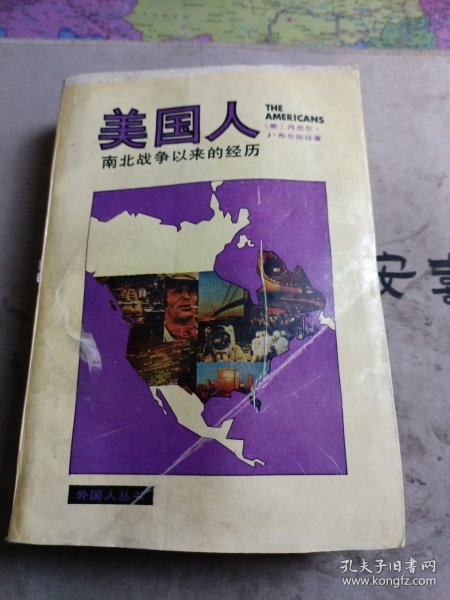 美国人
THE
AMERICANS
[美]丹尼尔·
J·布尔斯廷著
南北战争以来的经历
外国人丛书
安喜
孔夫子旧书网
www.kongfz.com